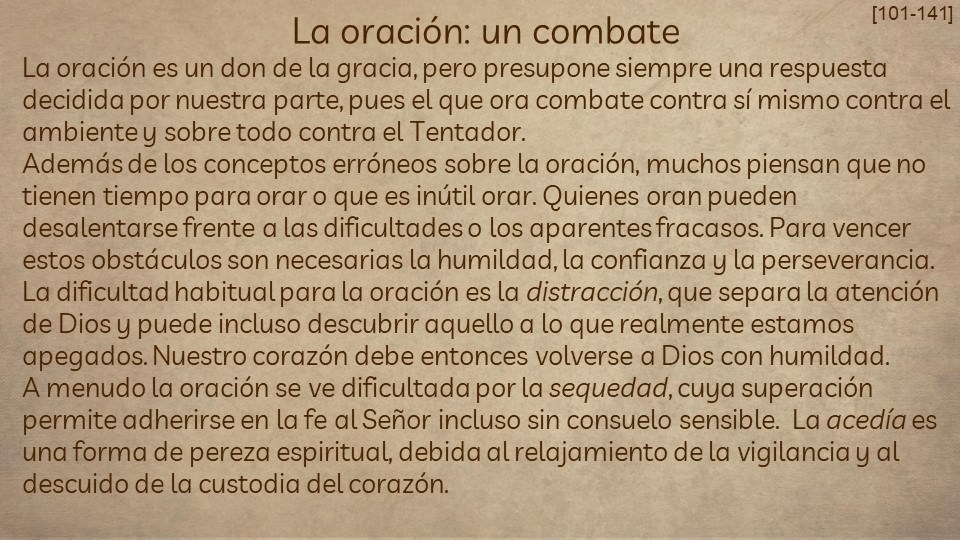 [101-141]
La oración: un combate
La oración es un don de la gracia, pero presupone siempre una respuesta
decidida por nuestra parte, pues el que ora combate contra sí mismo contra el
ambiente y sobre todo contra el Tentador.
Además de los conceptos erróneos sobre la oración, muchos piensan que no
tienen tiempo para orar o que es inútil orar. Quienes oran pueden
desalentarse frente a las dificultades o los aparentes fracasos. Para vencer
estos obstáculos son necesarias la humildad, la confianza y la perseverancia.
La dificultad habitual para la oración es la distracción, que separa la atención
de Dios y puede incluso descubrir aquello a lo que realmente estamos
apegados. Nuestro corazón debe entonces volverse a Dios con humildad.
A menudo la oración se ve dificultada por la sequedad, cuya superación
permite adherirse en la fe al Señor incluso sin consuelo sensible. La acedía es
una forma de pereza espiritual, debida al relajamiento de la vigilancia y al
descuido de la custodia del corazón.